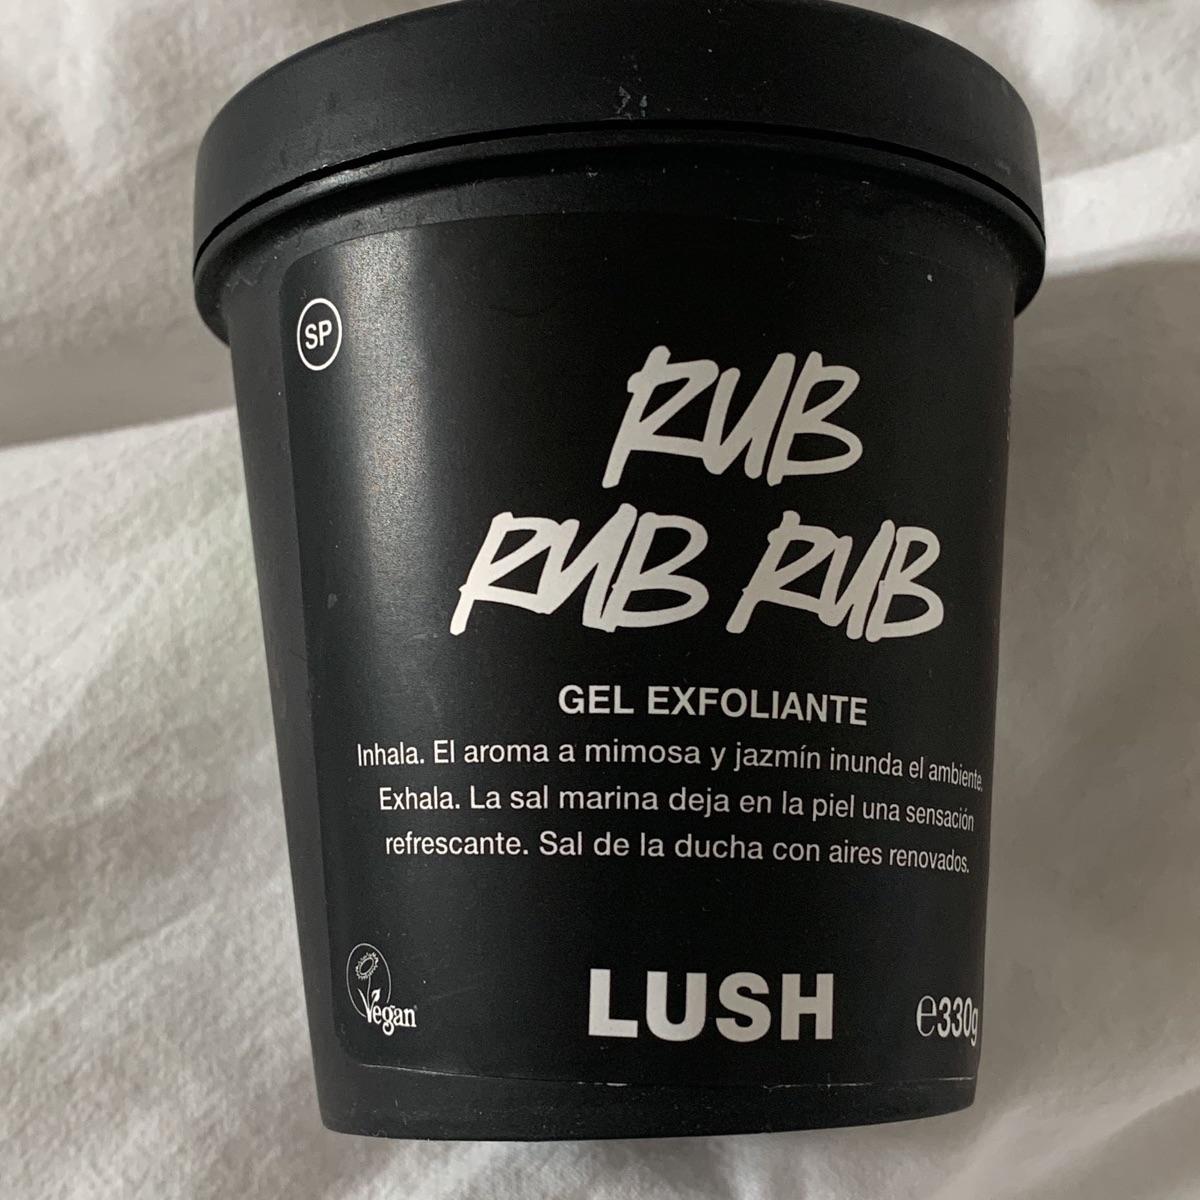 SP
RUB
RUB RUB
GEL EXFOLIANTE
Inhala. El aroma a mimosa y jazmín inunda el ambiente.
Exhala. La sal marina deja en la piel una sensación
refrescante. Sal de la ducha con aires renovados.
Vegan
LUSH
℮330g